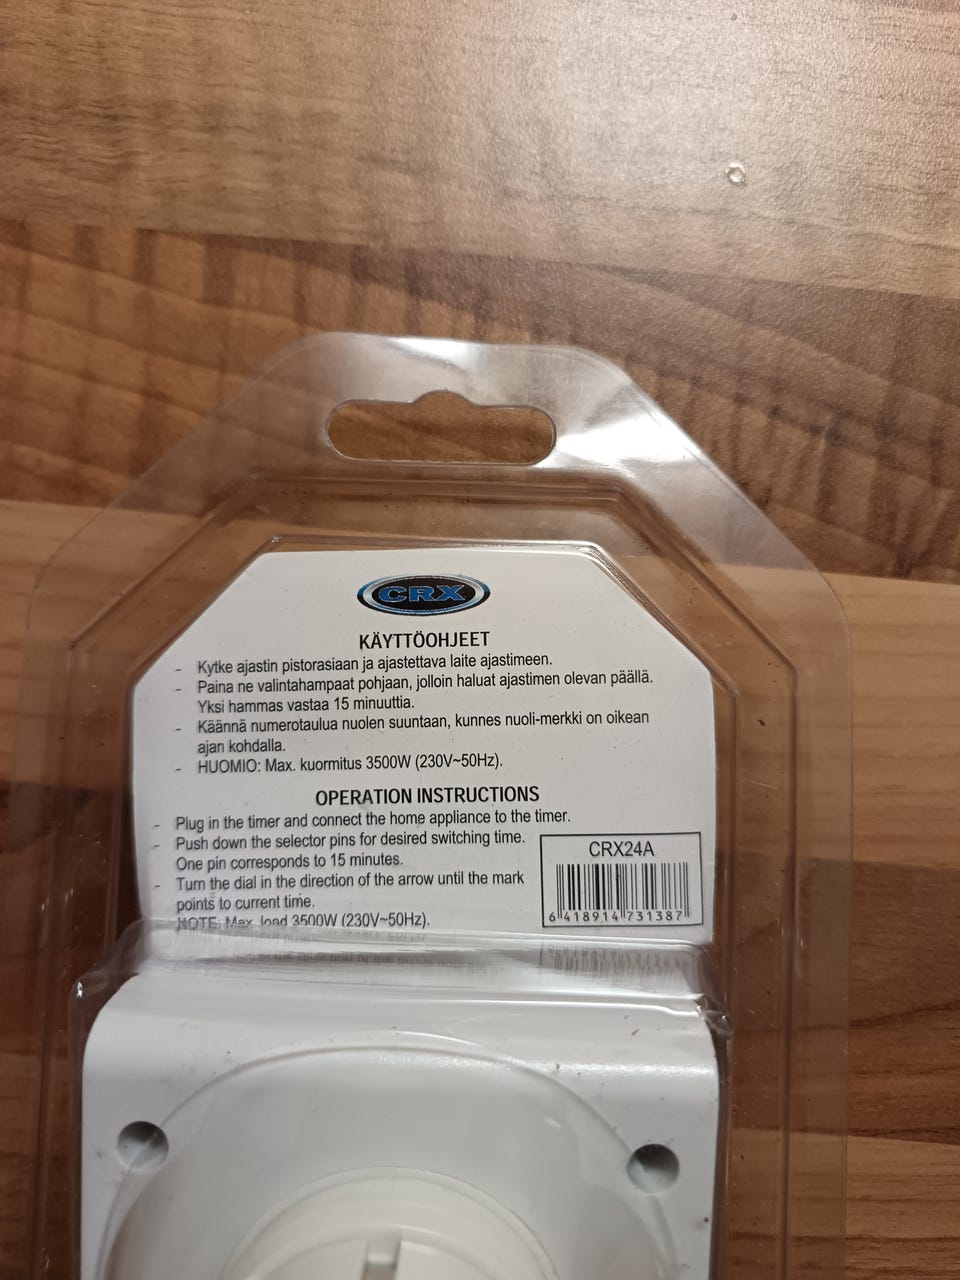 CRX
KÄYTTÖOHJEET
- Kytke ajastin pistorasiaan ja ajastettava laite ajastimeen.
- Paina ne valintahampaat pohjaan, jolloin haluat ajastimen olevan päällä.
Yksi hammas vastaa 15 minuuttia.
- Käännä numerotaulua nuolen suuntaan, kunnes nuoli-merkki on oikean
ajan kohdalla.
- HUOMIO: Max. kuormitus 3500W (230V~50Hz).
OPERATION INSTRUCTIONS
- Plug in the timer and connect the home appliance to the timer.
- Push down the selector pins for desired switching time.
One pin corresponds to 15 minutes.
- Turn the dial in the direction of the arrow until the mark
points to current time.
NOTE: Max. load 3500W (230V~50Hz).
CRX24A
6 418914 731387